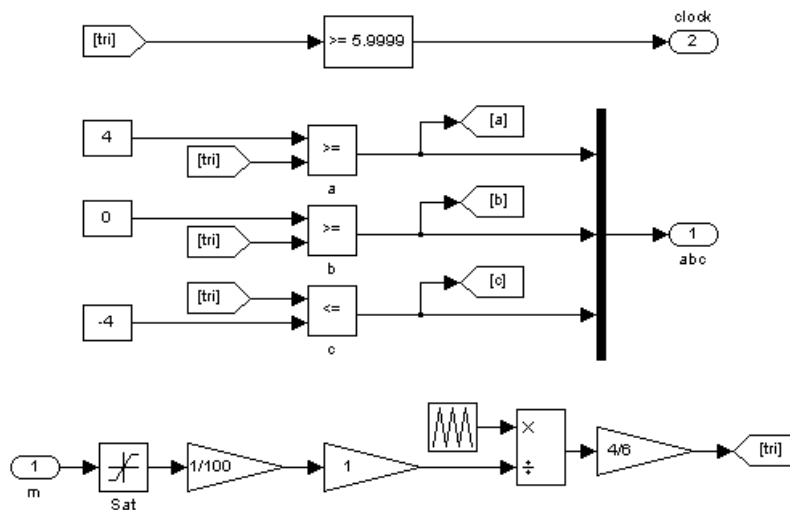 clock
[tri]
>= 5.9999
2
4
[tri]
>=
a
[a]
0
[tri]
>=
b
[b]
1
abc
[tri]
-4
<=
c
[c]
1
m
Sat
1/100
1
×
÷
4/6
[tri]